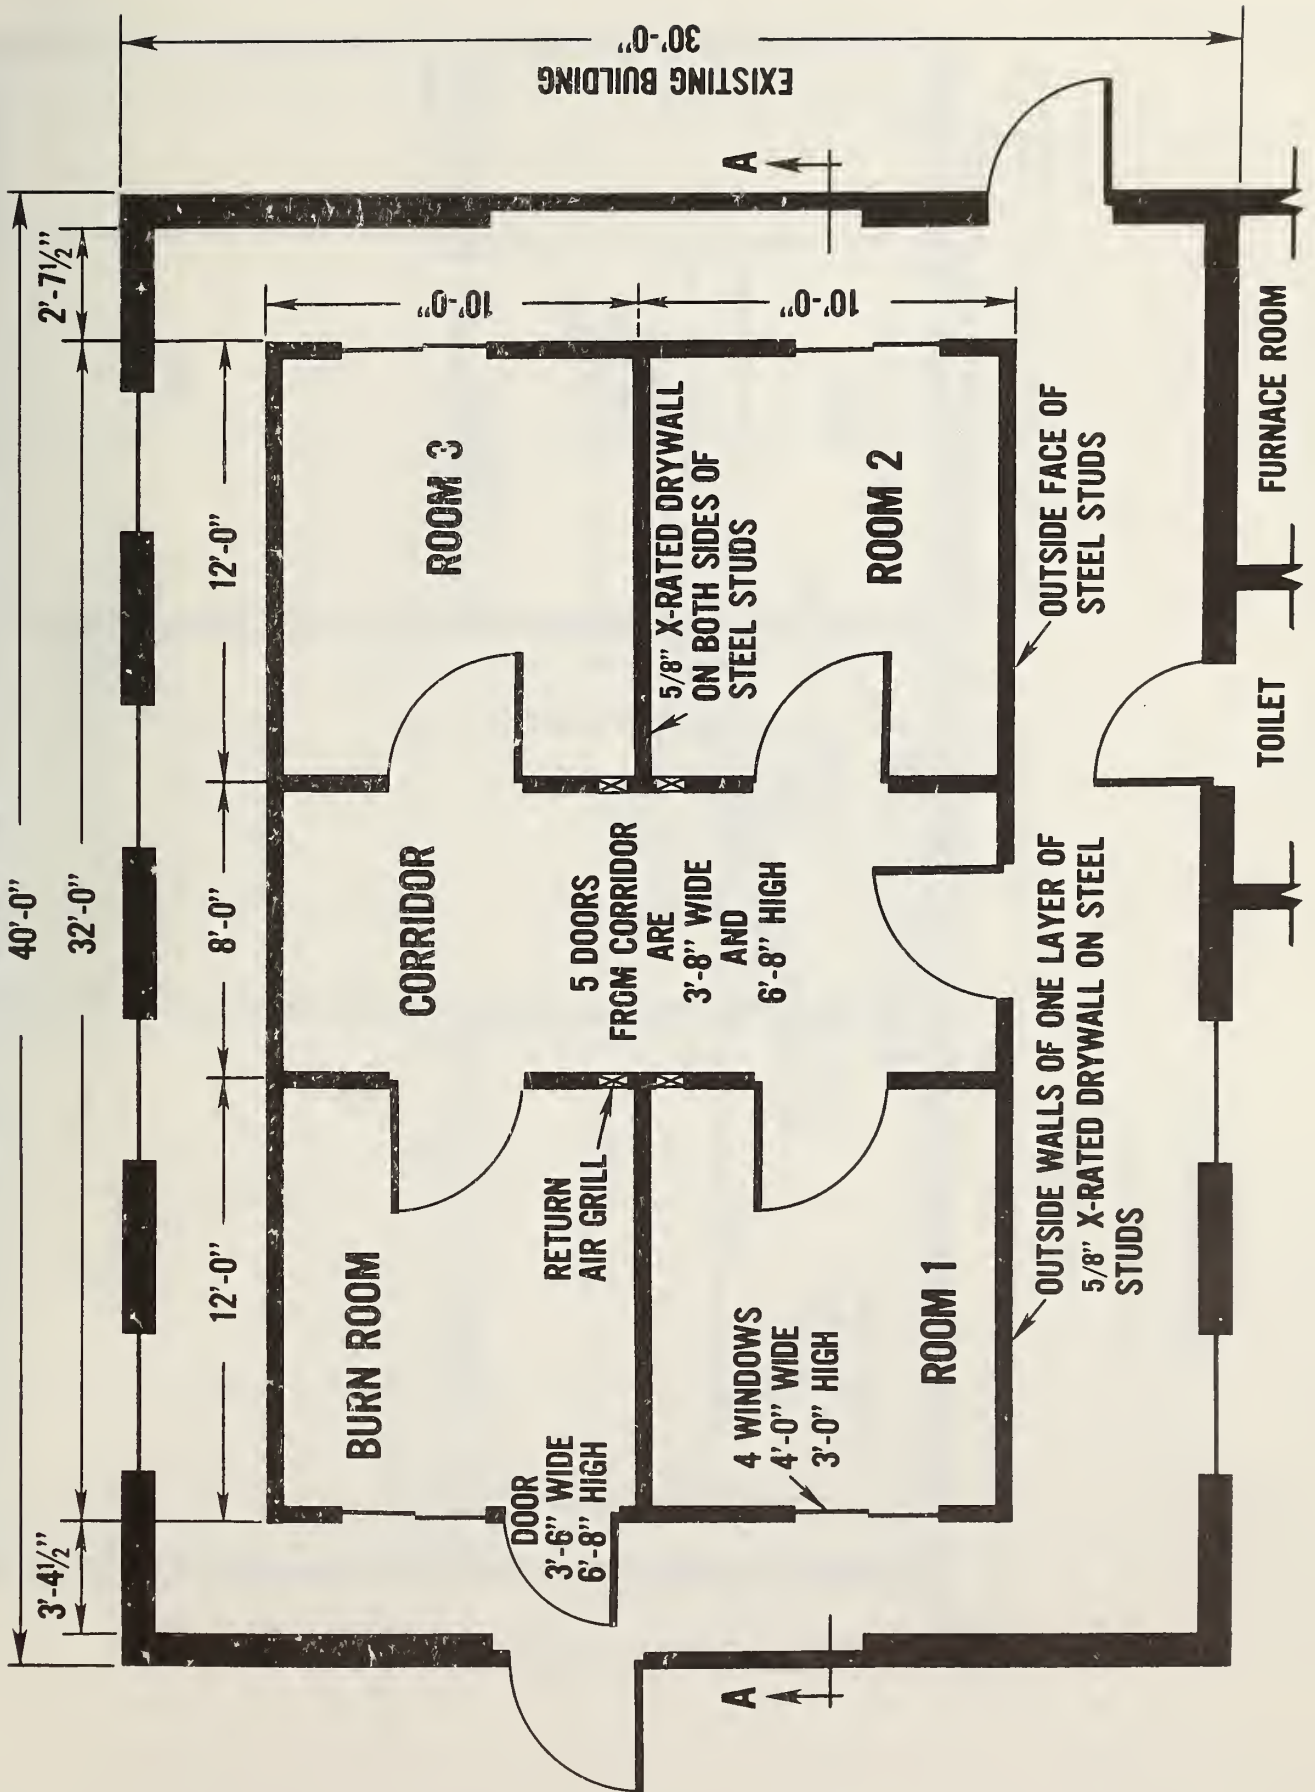 40'-0"
32'-0"
3'-4½"
12'-0"
8'-0"
12'-0"
2'-7½"
EXISTING BUILDING
30'-0"
BURN ROOM
CORRIDOR
ROOM 3
10'-0"
10'-0"
DOOR
3'-6" WIDE
6'-8" HIGH
RETURN
AIR GRILL
5 DOORS
FROM CORRIDOR
ARE
3'-8" WIDE
AND
6'-8" HIGH
5/8" X-RATED DRYWALL
ON BOTH SIDES OF
STEEL STUDS
4 WINDOWS
4'-0" WIDE
3'-0" HIGH
ROOM 1
ROOM 2
A
A
OUTSIDE WALLS OF ONE LAYER OF
5/8" X-RATED DRYWALL ON STEEL
STUDS
OUTSIDE FACE OF
STEEL STUDS
TOILET
FURNACE ROOM